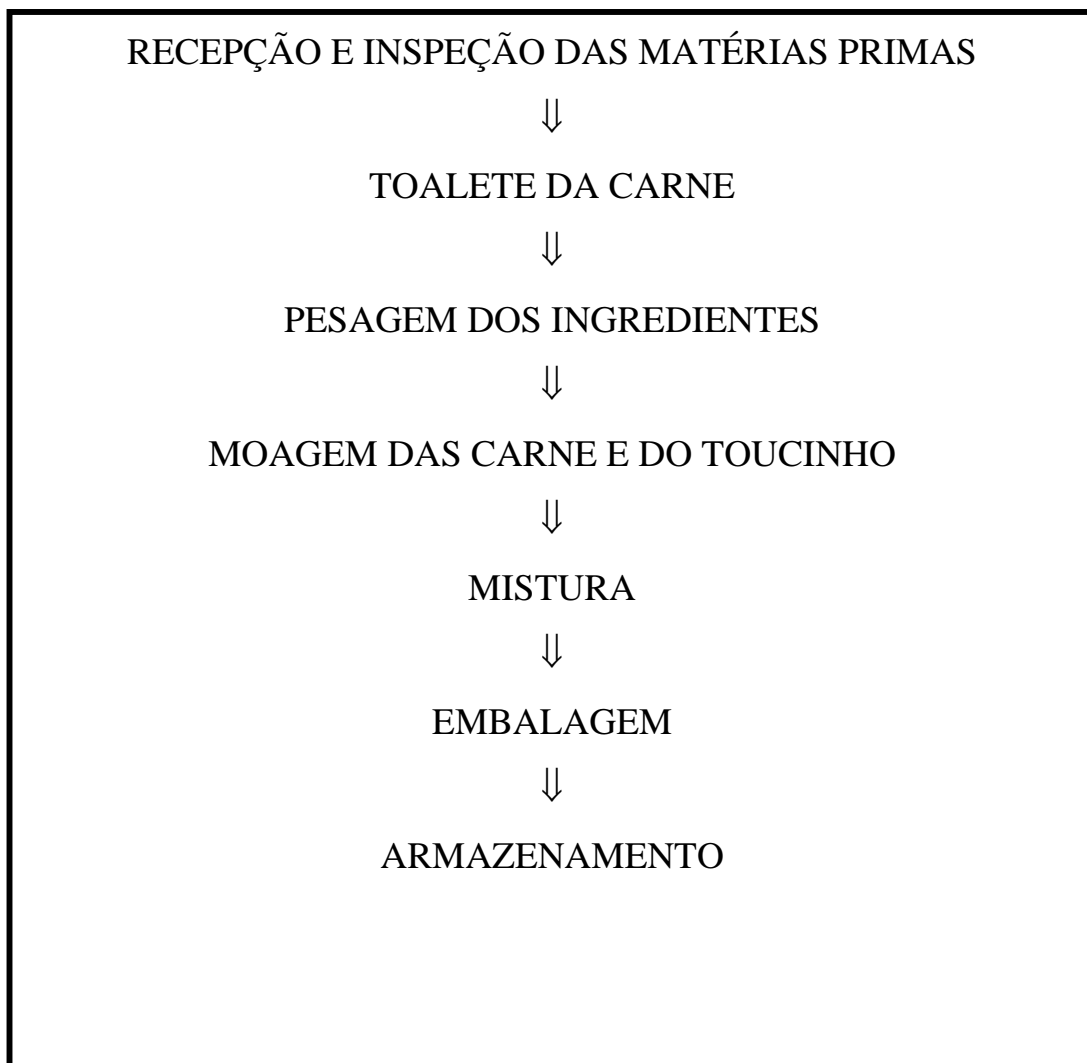 RECEPÇÃO E INSPEÇÃO DAS MATÉRIAS PRIMAS
⇓
TOALETE DA CARNE
⇓
PESAGEM DOS INGREDIENTES
⇓
MOAGEM DAS CARNE E DO TOUCINHO
⇓
MISTURA
⇓
EMBALAGEM
⇓
ARMAZENAMENTO